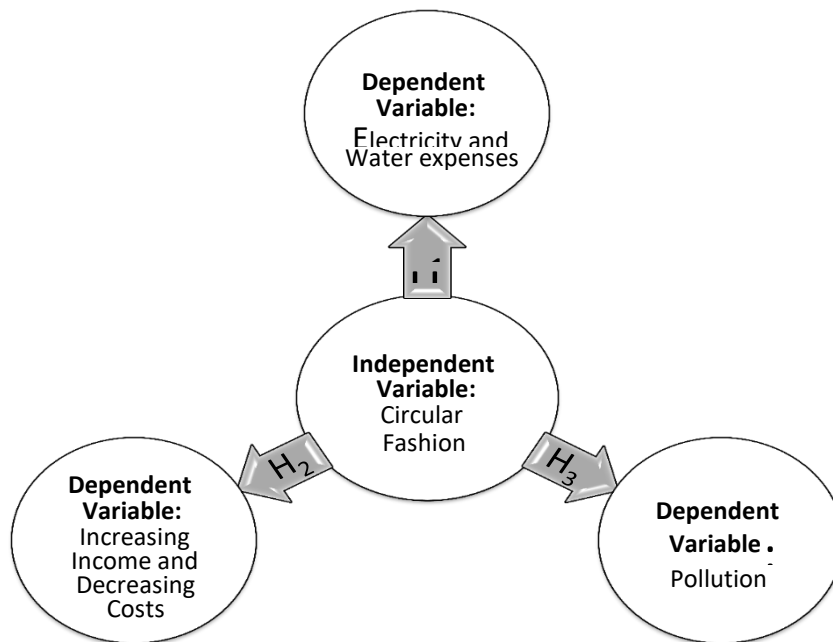 Dependent
Variable:
Electricity and
Water expenses
Independent
Variable:
Circular
Fashion
H2
H3
Dependent
Variable:
Increasing
Income and
Decreasing
Costs
Dependent
Variable:
Pollution